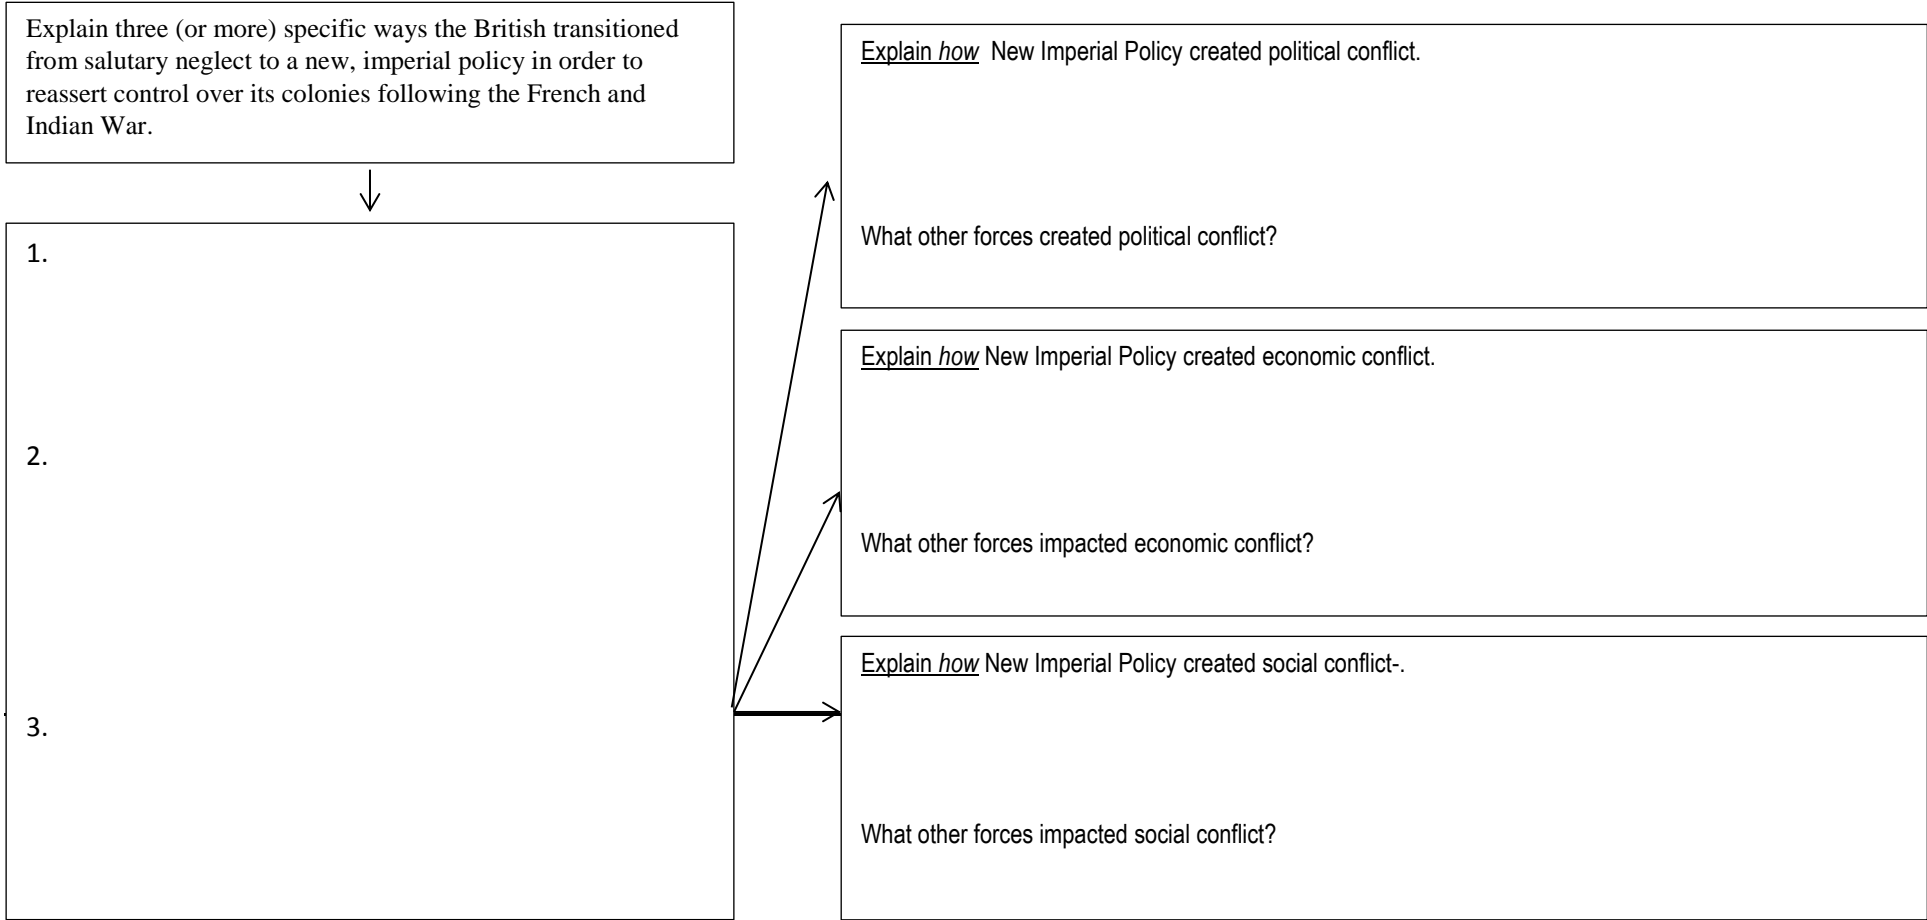 Explain three (or more) specific ways the British transitioned
from salutary neglect to a new, imperial policy in order to
reassert control over its colonies following the French and
Indian War.
1.
2.
3.
Explain how New Imperial Policy created political conflict.
What other forces created political conflict?
Explain how New Imperial Policy created economic conflict.
What other forces impacted economic conflict?
Explain how New Imperial Policy created social conflict-.
What other forces impacted social conflict?